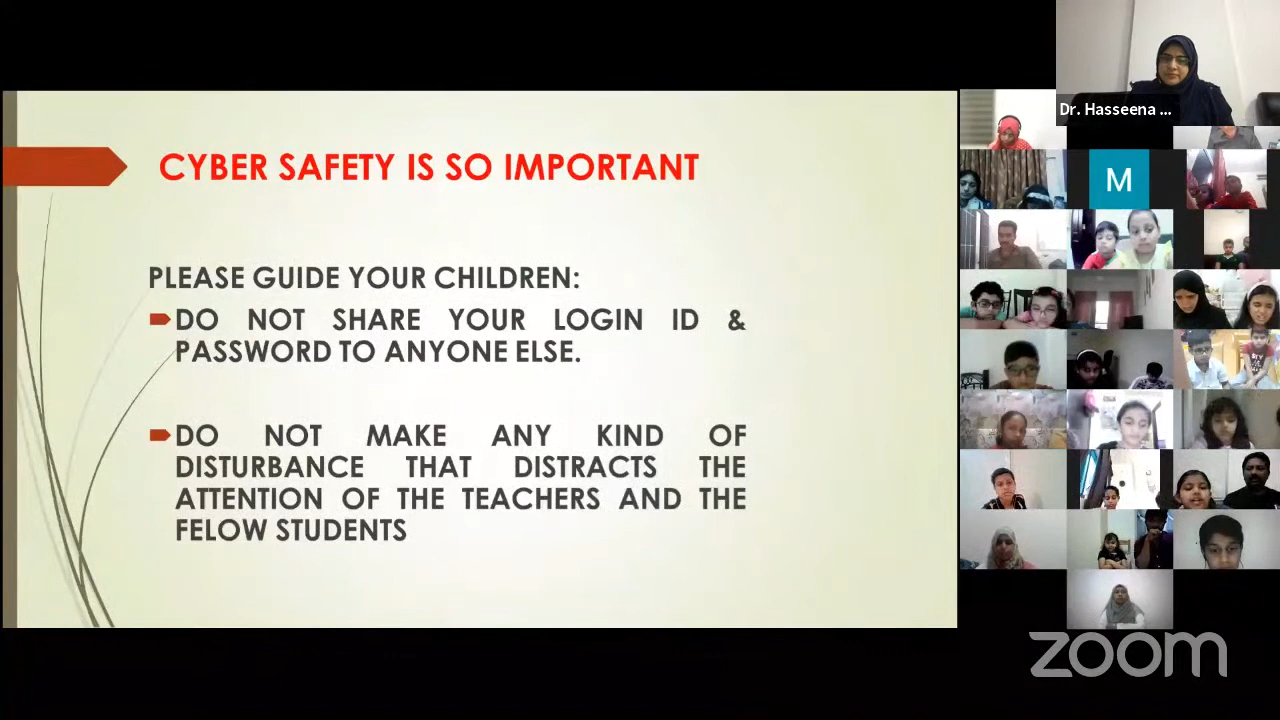 CYBER SAFETY IS SO IMPORTANT
PLEASE GUIDE YOUR CHILDREN:
DO NOT SHARE YOUR LOGIN ID &
PASSWORD TO ANYONE ELSE.
DO NOT MAKE ANY KIND OF
DISTURBANCE THAT DISTRACTS THE
ATTENTION OF THE TEACHERS AND THE
FELOW STUDENTS
Dr. Hasseena ...
M
zoom